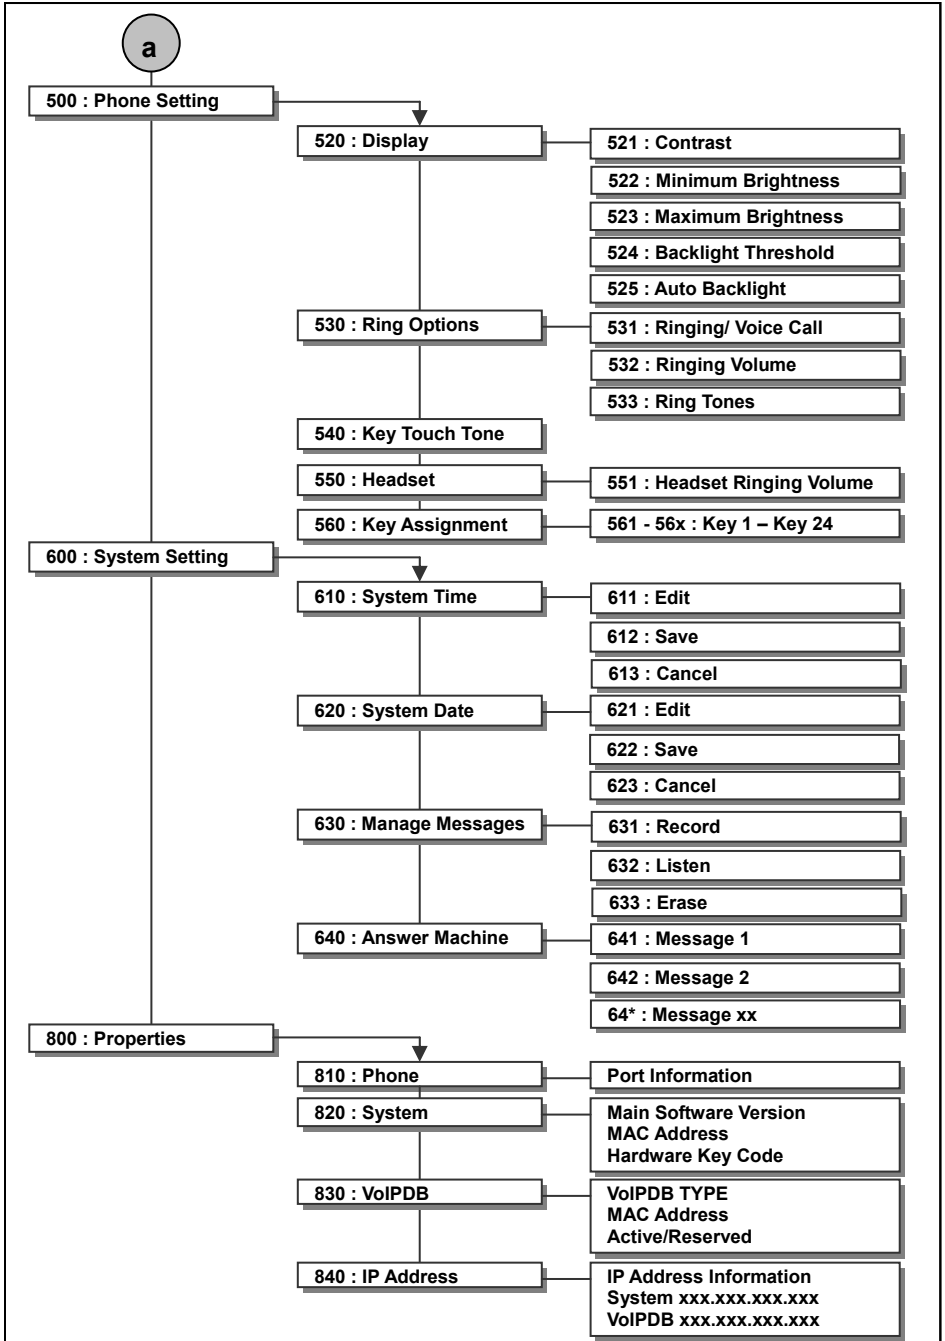 a
500 : Phone Setting
520 : Display
521 : Contrast
522 : Minimum Brightness
523 : Maximum Brightness
524 : Backlight Threshold
525 : Auto Backlight
530 : Ring Options
531 : Ringing/ Voice Call
532 : Ringing Volume
533 : Ring Tones
540 : Key Touch Tone
550 : Headset
551 : Headset Ringing Volume
560 : Key Assignment
561 - 56x : Key 1 – Key 24
600 : System Setting
610 : System Time
611 : Edit
612 : Save
613 : Cancel
620 : System Date
621 : Edit
622 : Save
623 : Cancel
630 : Manage Messages
631 : Record
632 : Listen
633 : Erase
640 : Answer Machine
641 : Message 1
642 : Message 2
64* : Message xx
800 : Properties
810 : Phone
Port Information
820 : System
Main Software Version
MAC Address
Hardware Key Code
830 : VoIPDB
VoIPDB TYPE
MAC Address
Active/Reserved
840 : IP Address
IP Address Information
System xxx.xxx.xxx.xxx
VoIPDB xxx.xxx.xxx.xxx